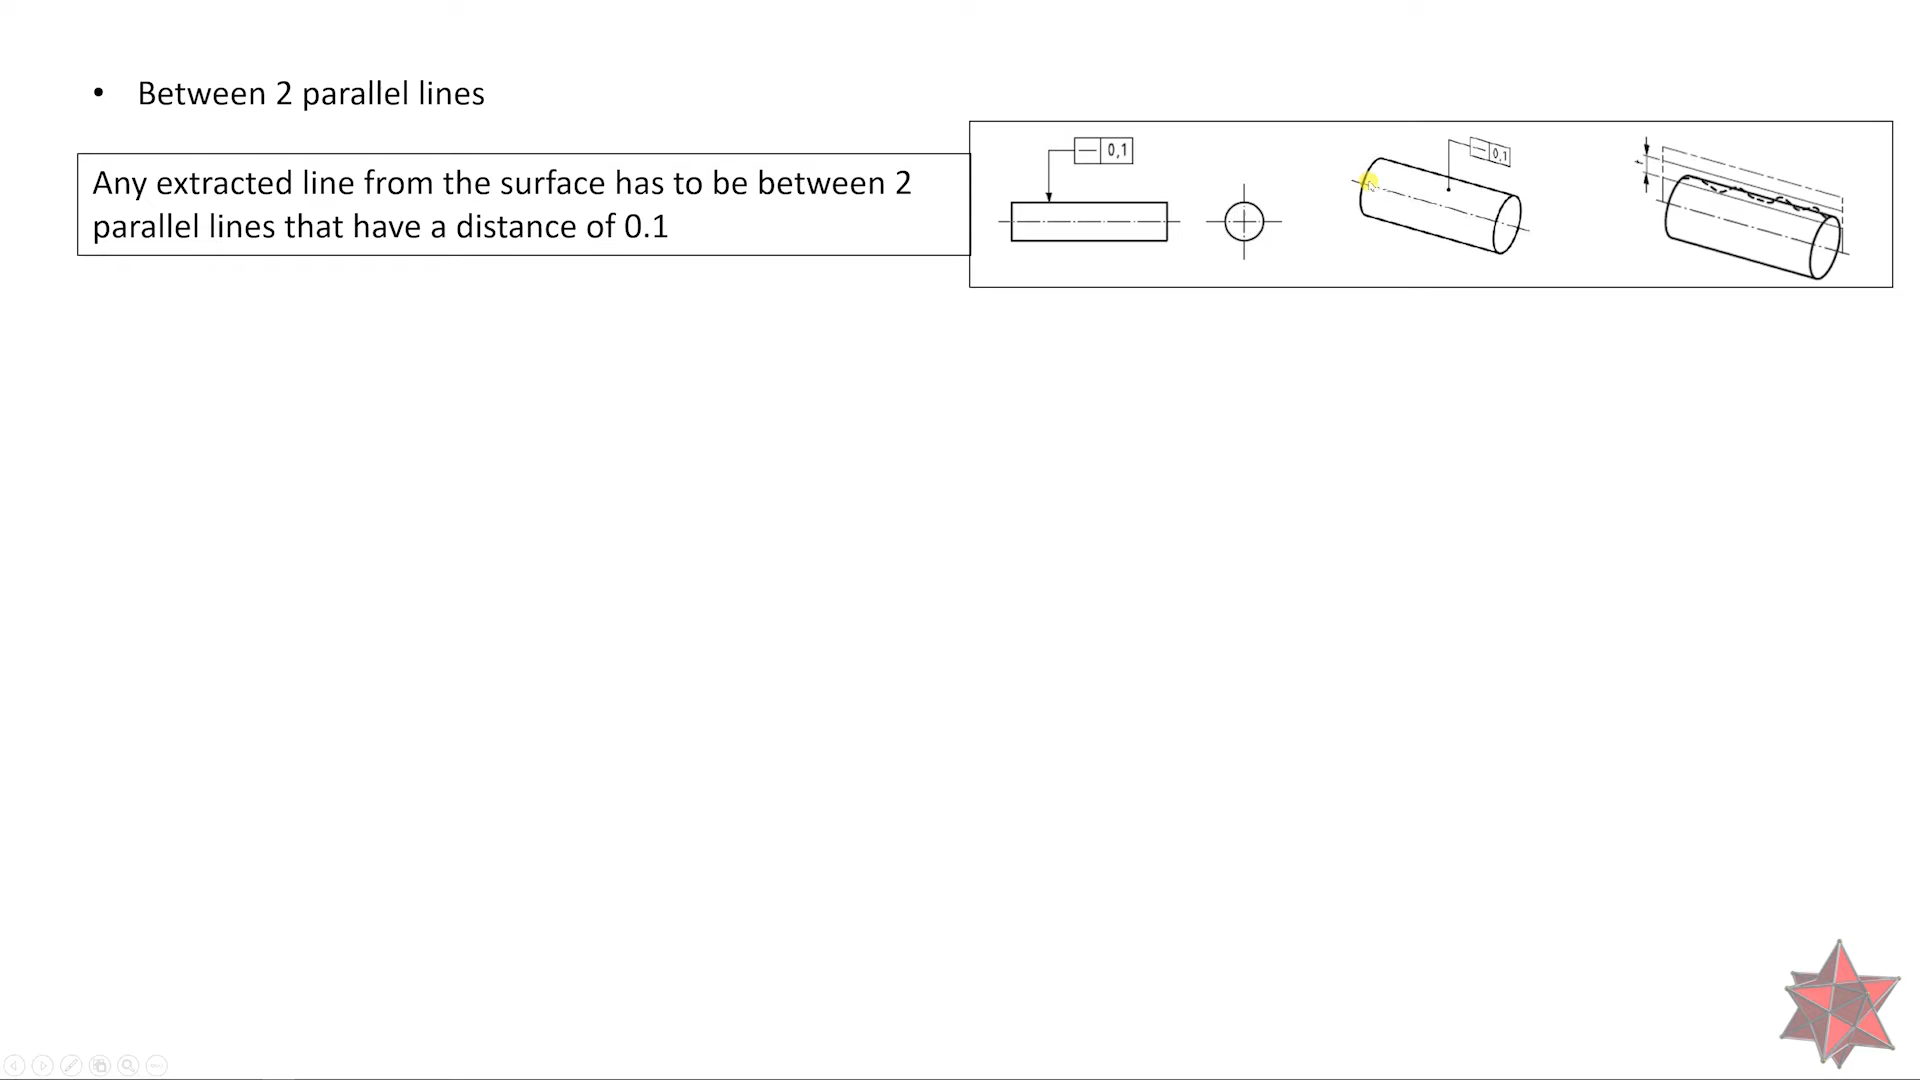 • Between 2 parallel lines
Any extracted line from the surface has to be between 2
parallel lines that have a distance of 0.1
0,1
0,1
t